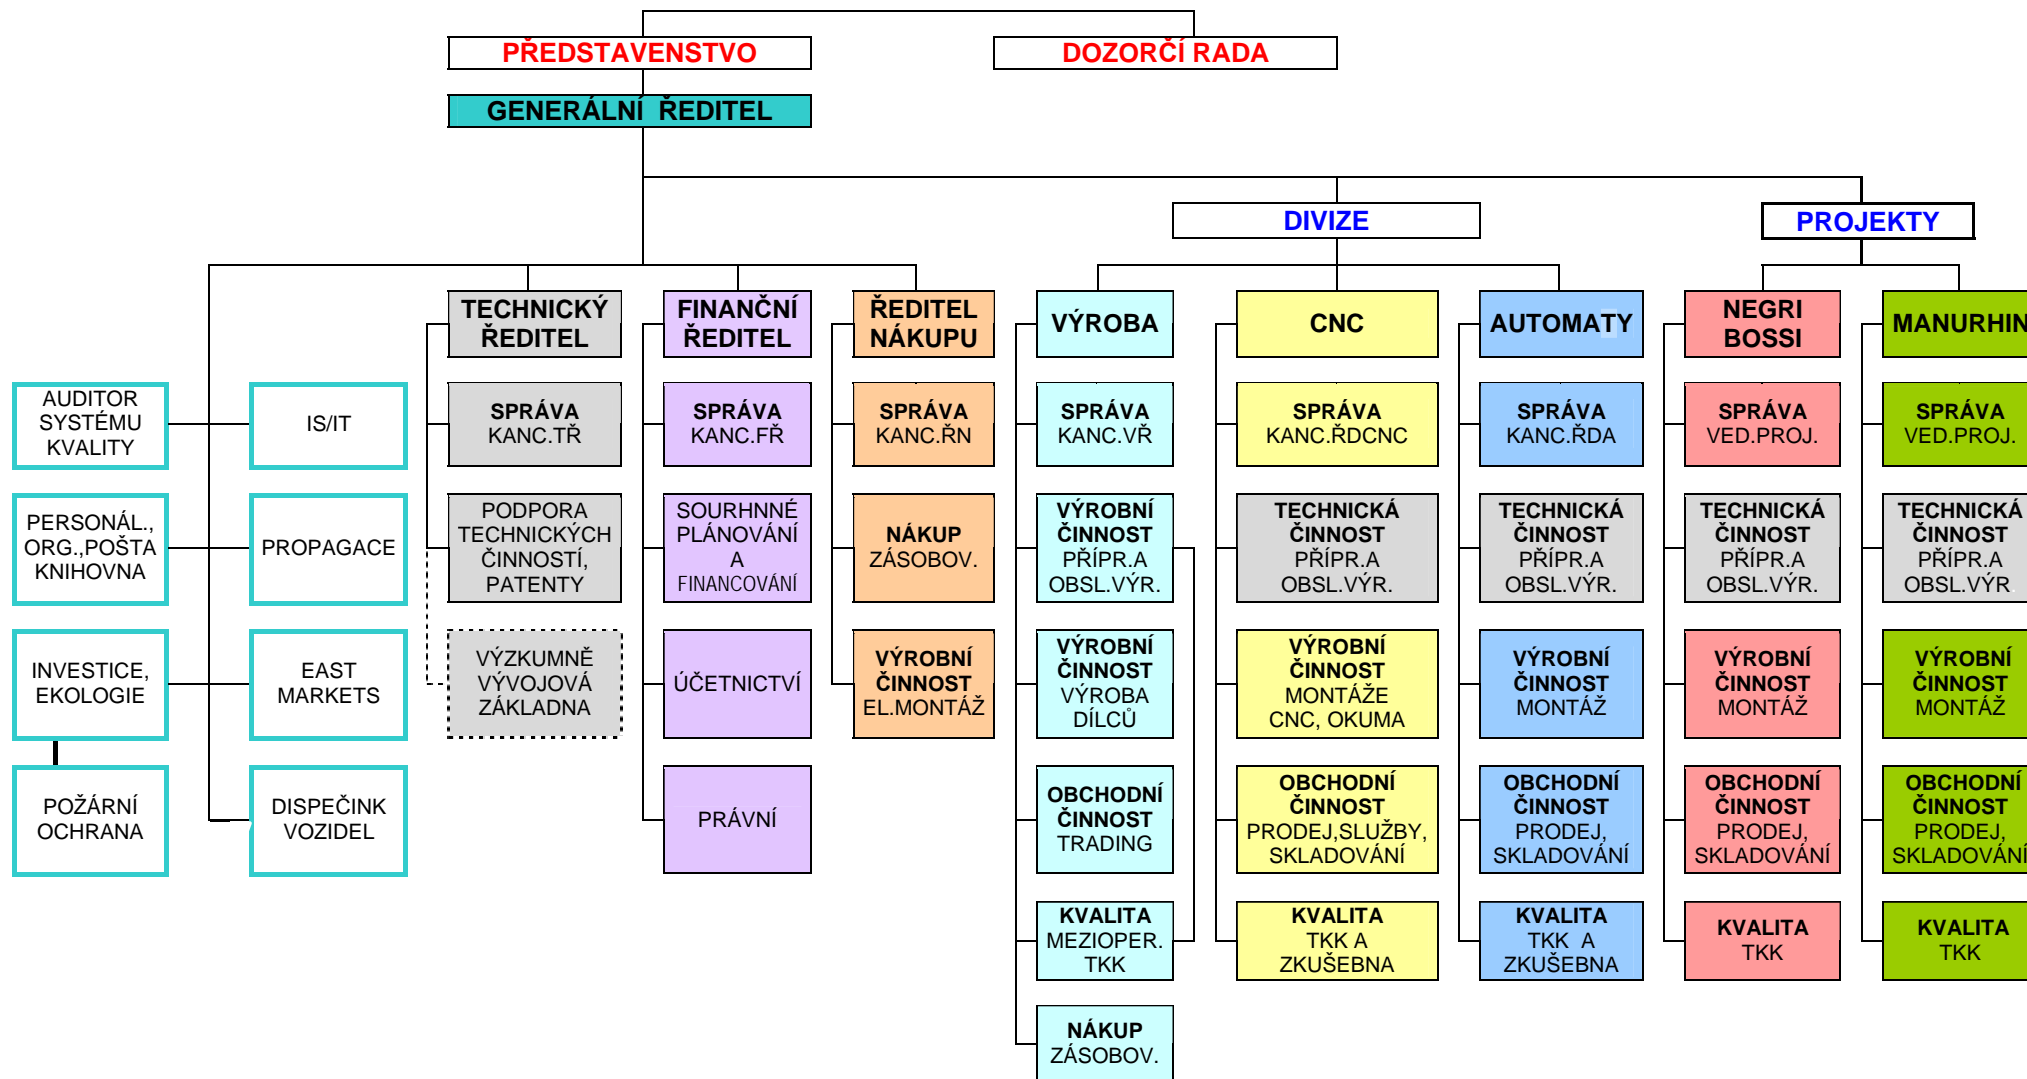 PŘEDSTAVENSTVO
DOZORČÍ RADA
GENERÁLNÍ ŘEDITEL
DIVIZE
PROJEKTY
TECHNICKÝ
ŘEDITEL
FINANČNÍ
ŘEDITEL
ŘEDITEL
NÁKUPU
VÝROBA
CNC
AUTOMATY
NEGRI
BOSSI
MANURHIN
AUDITOR
SYSTÉMU
KVALITY
IS/IT
SPRÁVA
KANC.TŘ
SPRÁVA
KANC.FŘ
SPRÁVA
KANC.ŘN
SPRÁVA
KANC.VŘ
SPRÁVA
KANC.ŘDCNC
SPRÁVA
KANC.ŘDA
SPRÁVA
VED.PROJ.
SPRÁVA
VED.PROJ.
PERSONÁL.,
ORG.,POŠTA
KNIHOVNA
PROPAGACE
PODPORA
TECHNICKÝCH
ČINNOSTÍ,
PATENTY
SOURHNNÉ
PLÁNOVÁNÍ
A
FINANCOVÁNÍ
NÁKUP
ZÁSOBOV.
VÝROBNÍ
ČINNOST
PŘÍPR.A
OBSL.VÝR.
TECHNICKÁ
ČINNOST
PŘÍPR.A
OBSL.VÝR.
TECHNICKÁ
ČINNOST
PŘÍPR.A
OBSL.VÝR.
TECHNICKÁ
ČINNOST
PŘÍPR.A
OBSL.VÝR.
TECHNICKÁ
ČINNOST
PŘÍPR.A
OBSL.VÝR
INVESTICE,
EKOLOGIE
EAST
MARKETS
VÝZKUMNĚ
VÝVOJOVÁ
ZÁKLADNA
ÚČETNICTVÍ
VÝROBNÍ
ČINNOST
EL.MONTÁŽ
VÝROBNÍ
ČINNOST
VÝROBA
DÍLCŮ
VÝROBNÍ
ČINNOST
MONTÁŽE
CNC, OKUMA
VÝROBNÍ
ČINNOST
MONTÁŽ
VÝROBNÍ
ČINNOST
MONTÁŽ
VÝROBNÍ
ČINNOST
MONTÁŽ
POŽÁRNÍ
OCHRANA
DISPEČINK
VOZIDEL
PRÁVNÍ
OBCHODNÍ
ČINNOST
TRADING
OBCHODNÍ
ČINNOST
PRODEJ,SLUŽBY,
SKLADOVÁNÍ
OBCHODNÍ
ČINNOST
PRODEJ,
SKLADOVÁNÍ
OBCHODNÍ
ČINNOST
PRODEJ,
SKLADOVÁNÍ
OBCHODNÍ
ČINNOST
PRODEJ,
SKLADOVÁNÍ
KVALITA
MEZIOPER.
TKK
KVALITA
TKK A
ZKUŠEBNA
KVALITA
TKK A
ZKUŠEBNA
KVALITA
TKK
KVALITA
TKK
NÁKUP
ZÁSOBOV.